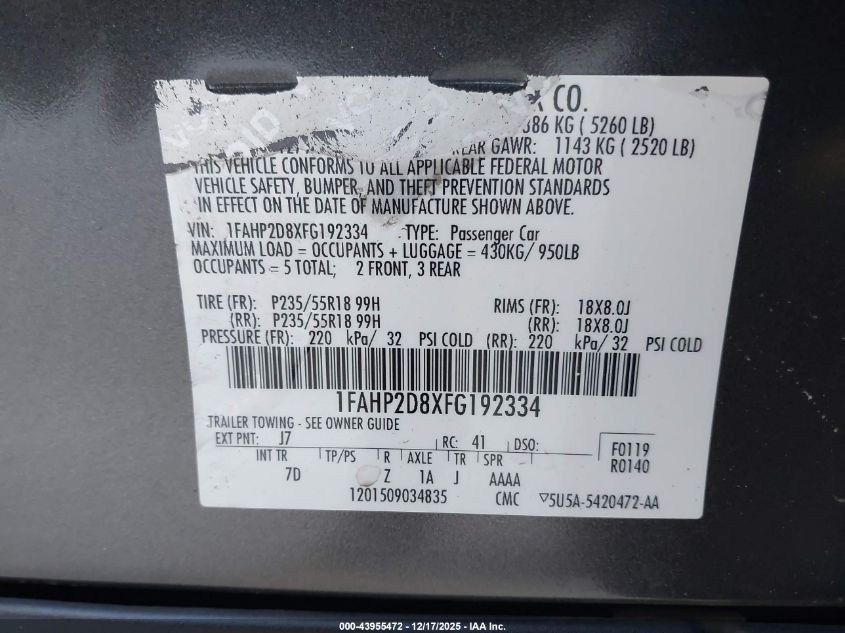 VOID VOID
CO.
386 KG ( 5260 LB)
REAR GAWR: 1143 KG ( 2520 LB)
THIS VEHICLE CONFORMS TO ALL APPLICABLE FEDERAL MOTOR
VEHICLE SAFETY, BUMPER, AND THEFT PREVENTION STANDARDS
IN EFFECT ON THE DATE OF MANUFACTURE SHOWN ABOVE.
VIN: 1FAHP2D8XFG192334 TYPE: Passenger Car
MAXIMUM LOAD = OCCUPANTS + LUGGAGE = 430KG/ 950LB
OCCUPANTS = 5 TOTAL; 2 FRONT, 3 REAR
TIRE (FR): P235/55R18 99H RIMS (FR): 18X8.0J
(RR): P235/55R18 99H (RR): 18X8.0J
PRESSURE (FR): 220 kPa/ 32 PSI COLD (RR): 220 kPa/ 32 PSI COLD
1FAHP2D8XFG192334
TRAILER TOWING - SEE OWNER GUIDE
EXT PNT: J7 RC: 41 DSO: F0119
INT TR TP/PS R AXLE TR SPR R0140
7D Z 1A J AAAA
1201509034835 CMC ▽5U5A-5420472-AA
000-43955472 - 12/17/2025 - IAA Inc.